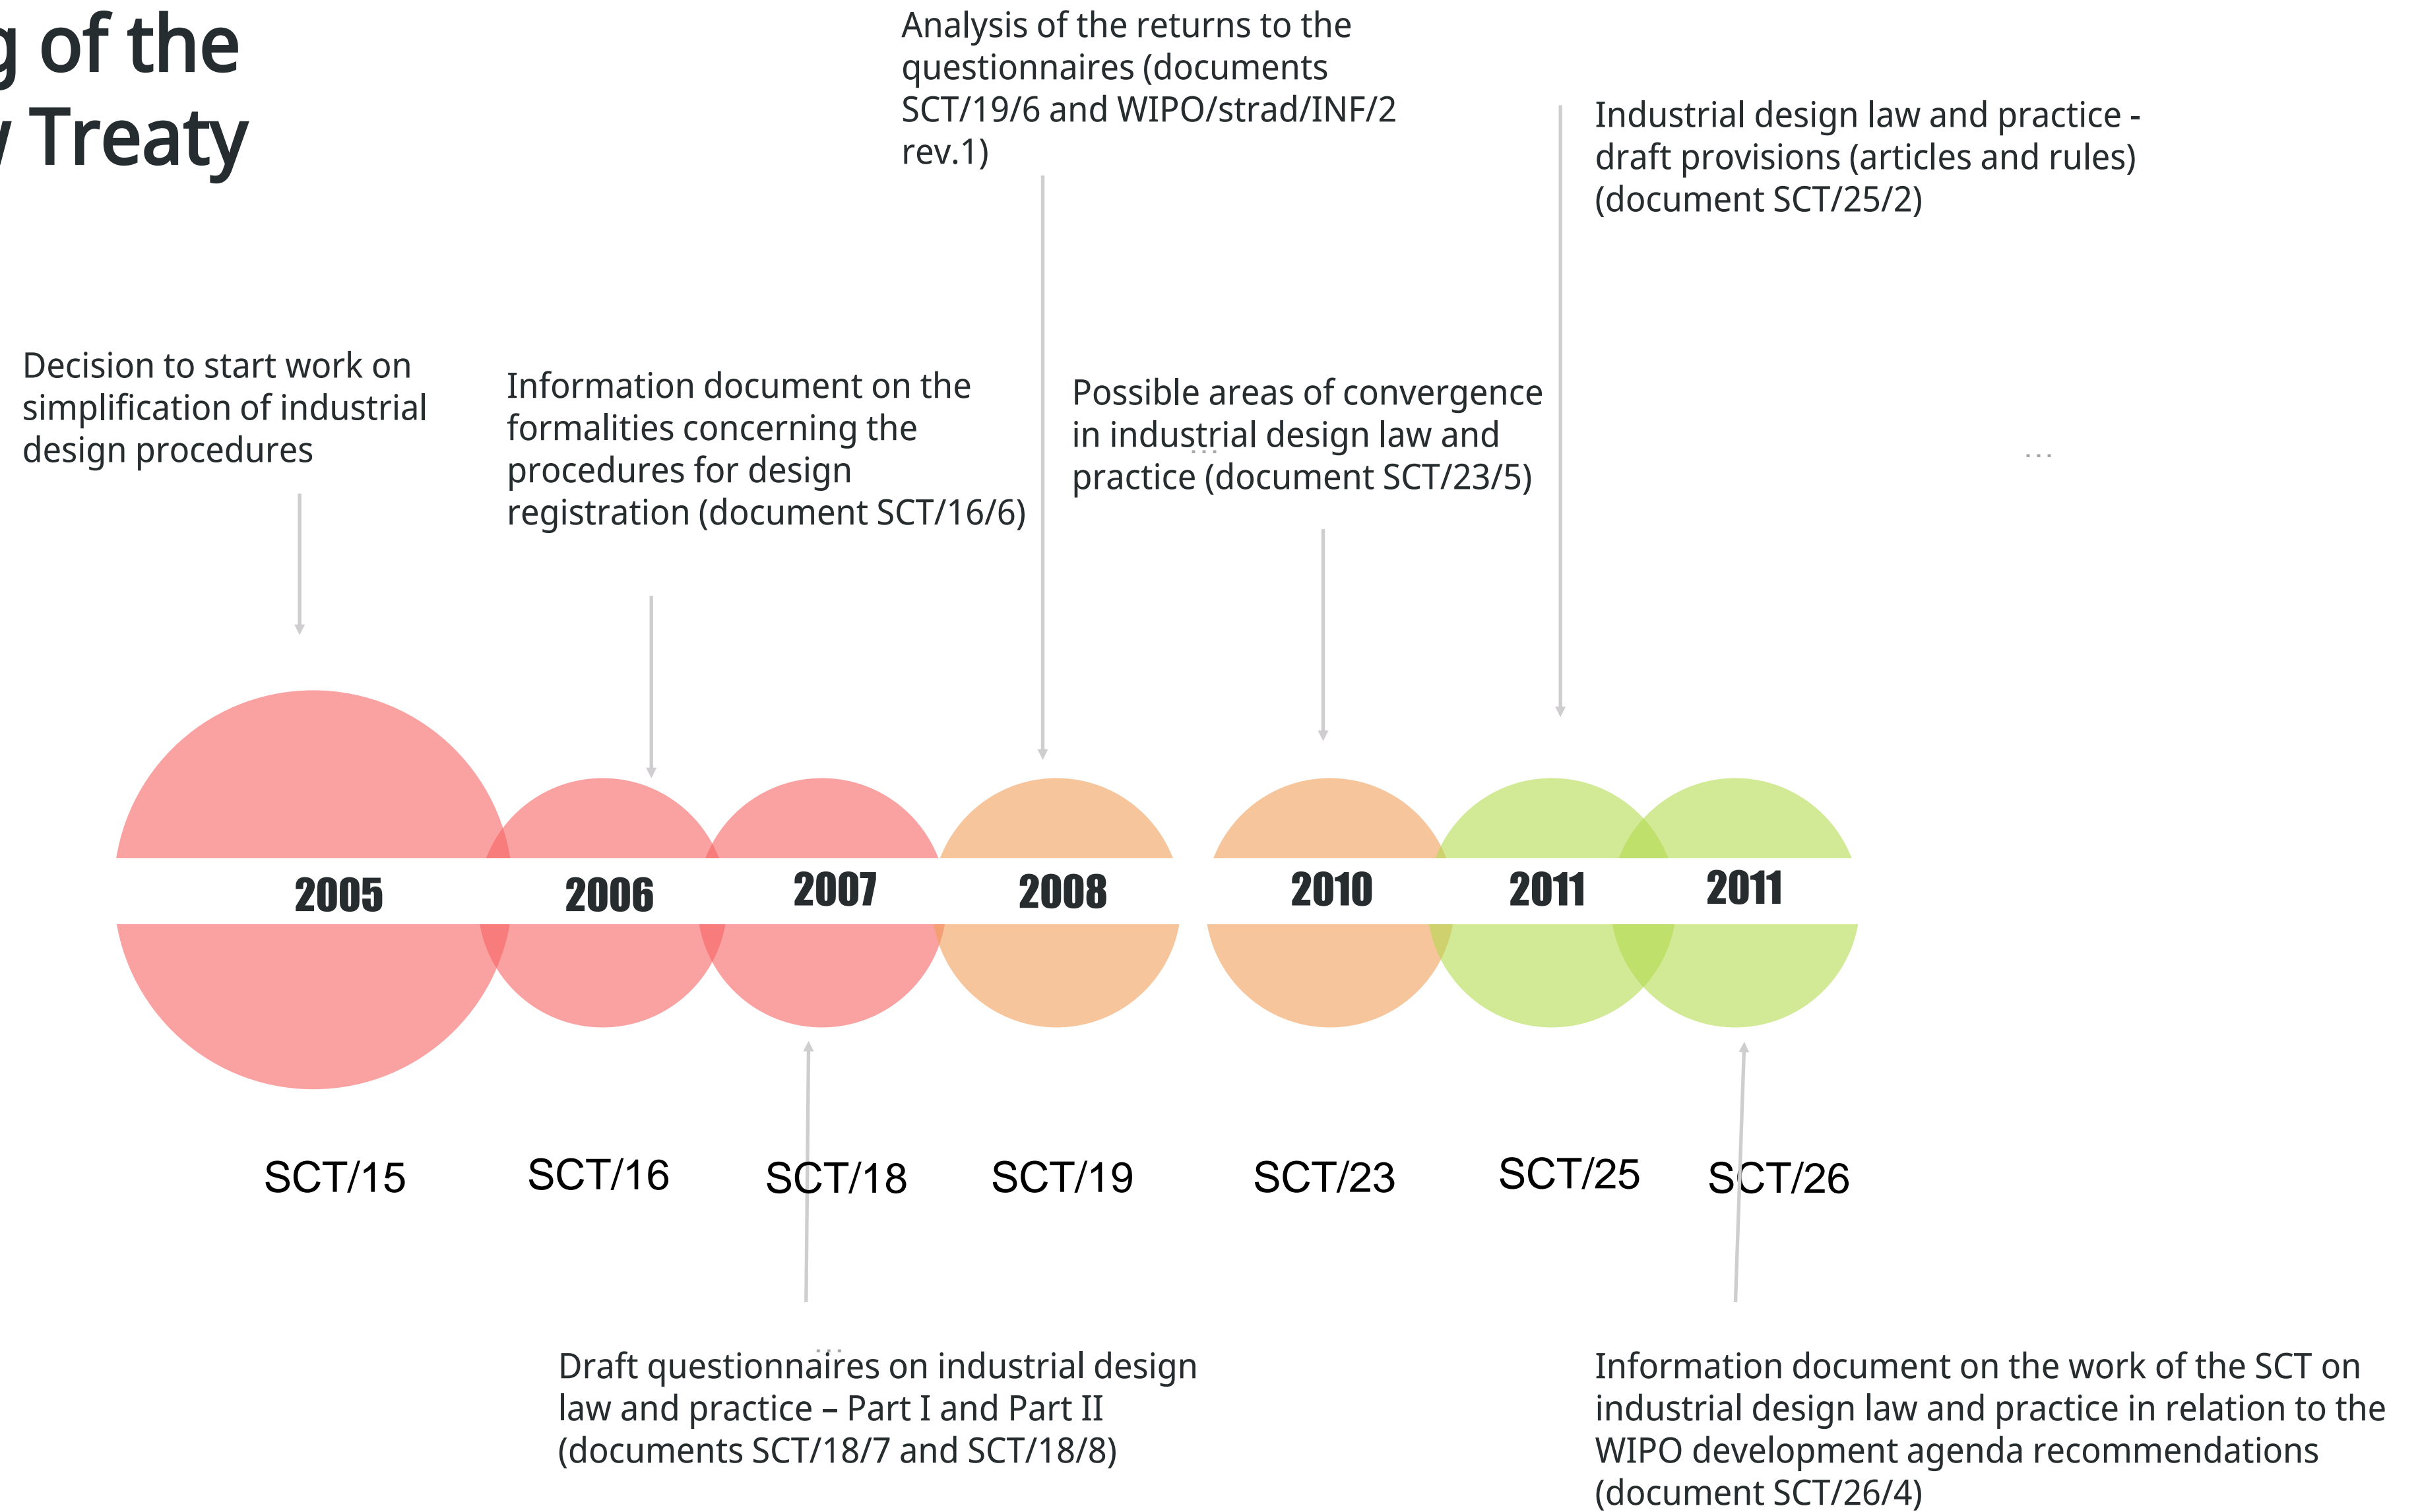 g of the
Treaty
Analysis of the returns to the
questionnaires (documents
SCT/19/6 and WIPO/strad/INF/2
rev.1)
Industrial design law and practice -
draft provisions (articles and rules)
(document SCT/25/2)
Decision to start work on
simplification of industrial
design procedures
Information document on the
formalities concerning the
procedures for design
registration (document SCT/16/6)
Possible areas of convergence
in industrial design law and
practice (document SCT/23/5)
...
...
2005
2006
2007
2008
2010
2011
2011
SCT/15
SCT/16
SCT/18
SCT/19
SCT/23
SCT/25
SCT/26
...
Draft questionnaires on industrial design
law and practice – Part I and Part II
(documents SCT/18/7 and SCT/18/8)
Information document on the work of the SCT on
industrial design law and practice in relation to the
WIPO development agenda recommendations
(document SCT/26/4)